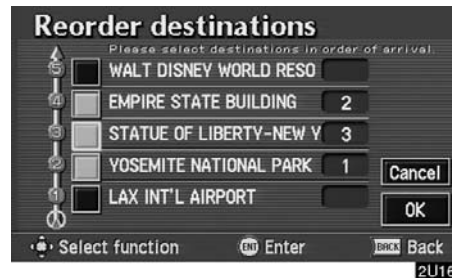 Reorder destinations
Please select destinations in order of arrival.
5 WALT DISNEY WORLD RESO
4 EMPIRE STATE BUILDING 2
3 STATUE OF LIBERTY-NEW Y 3
2 YOSEMITE NATIONAL PARK 1
Cancel
1 LAX INT'L AIRPORT
OK
Select function ENT Enter BACK Back
2U16